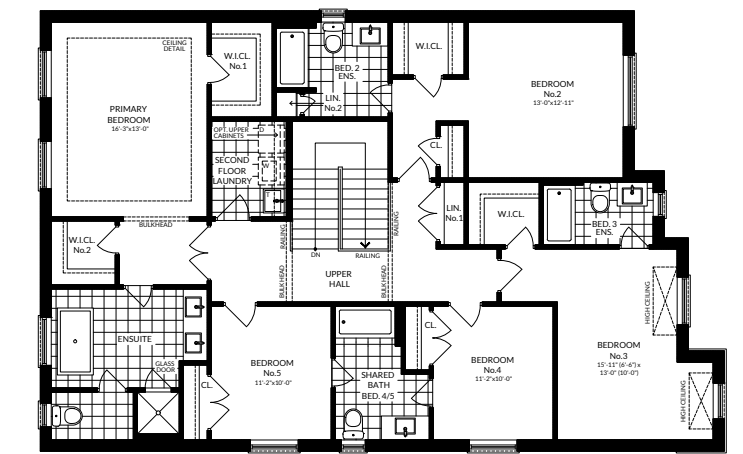 CEILING
DETAIL
W.I.CL.
No.1
BED. 2
ENS.
W.I.CL.
BEDROOM
No.2
13'-0"x12'-11"
PRIMARY
BEDROOM
16'-3"x13'-0"
LIN.
No.2
OPT. UPPER
CABINETS
D
W
T
SECOND
FLOOR
LAUNDRY
CL.
LIN.
No.1
W.I.CL.
BED. 3
ENS.
BULKHEAD
W.I.CL.
No.2
RAILING
RAILING
DN
RAILING
UPPER
HALL
BULKHEAD
BULKHEAD
HIGH CEILING
ENSUITE
GLASS
DOOR
CL.
BEDROOM
No.5
11'-2"x10'-0"
SHARED
BATH
BED. 4/5
CL.
BEDROOM
No.4
11'-2"x10'-0"
BEDROOM
No.3
15'-11" (6'-6") x
13'-0" (10'-0")
HIGH CEILING